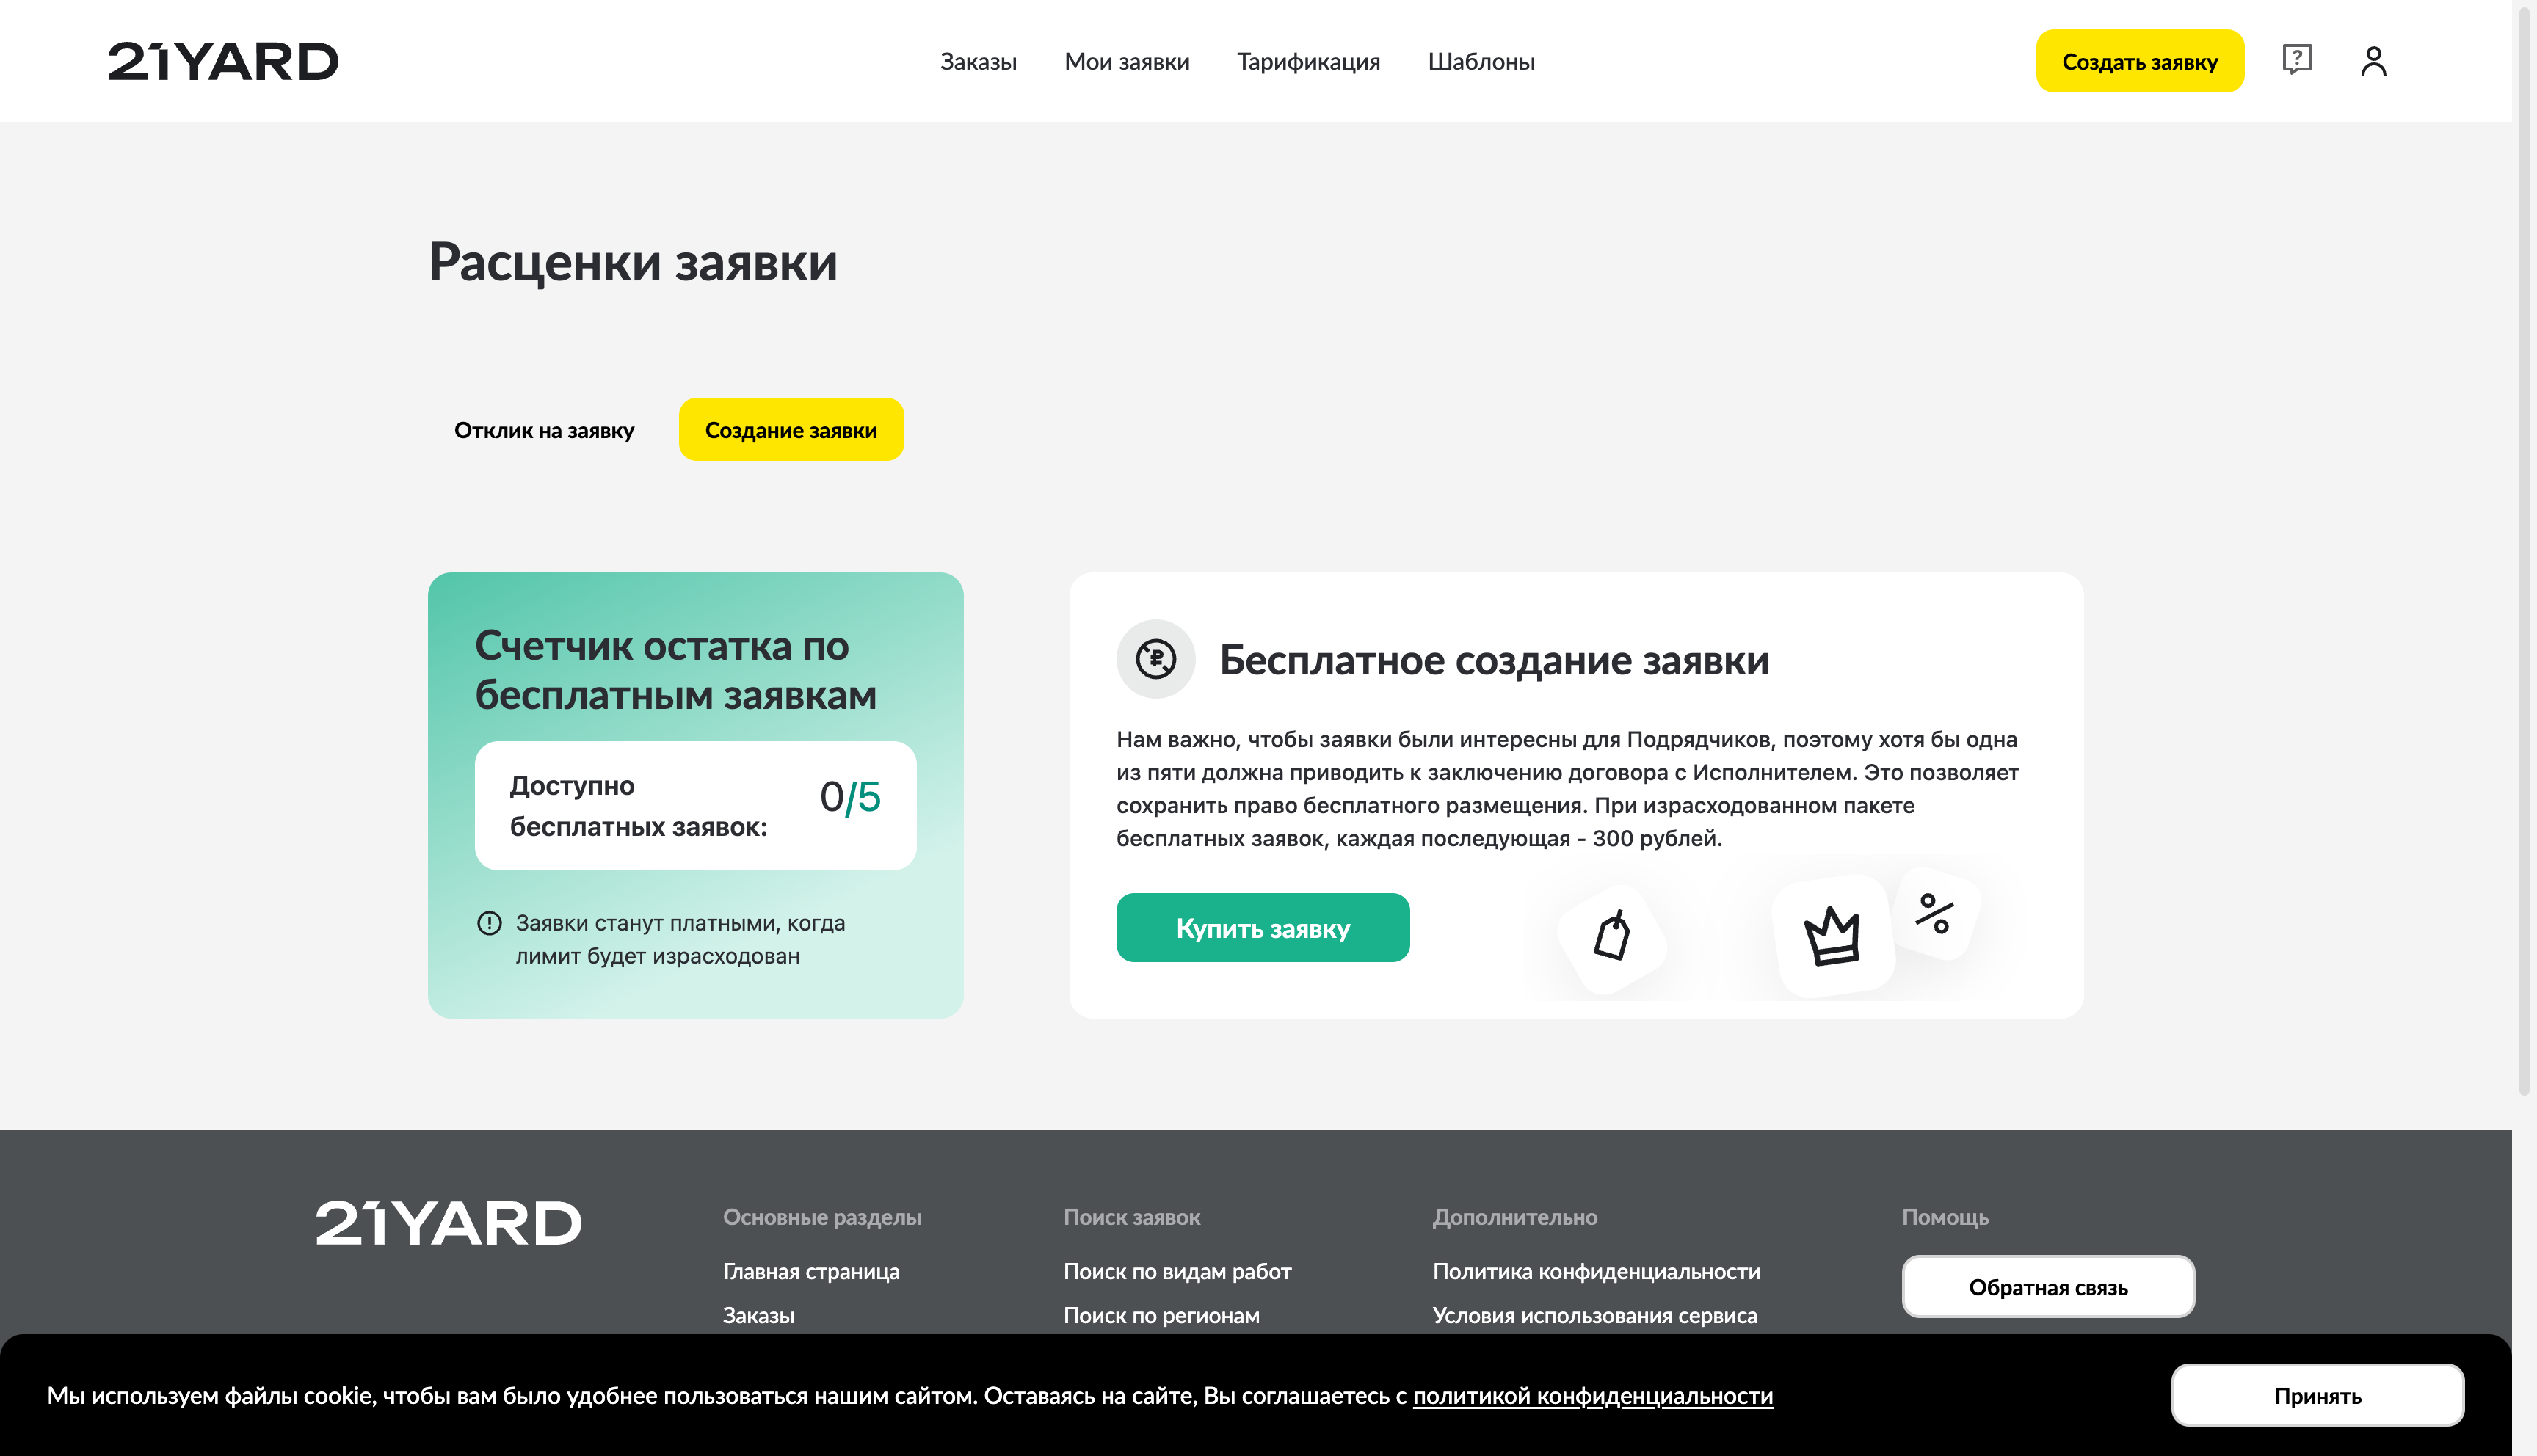 21YARD
Заказы
Мои заявки
Тарификация
Шаблоны
Создать заявку
Расценки заявки
Отклик на заявку
Создание заявки
Счетчик остатка по
бесплатным заявкам
Доступно
бесплатных заявок:
0/5
Заявки станут платными, когда
лимит будет израсходован
Бесплатное создание заявки
Нам важно, чтобы заявки были интересны для Подрядчиков, поэтому хотя бы одна
из пяти должна приводить к заключению договора с Исполнителем. Это позволяет
сохранить право бесплатного размещения. При израсходованном пакете
бесплатных заявок, каждая последующая - 300 рублей.
Купить заявку
21YARD
Основные разделы
Главная страница
Заказы
Поиск заявок
Поиск по видам работ
Поиск по регионам
Дополнительно
Политика конфиденциальности
Условия использования сервиса
Помощь
Обратная связь
Мы используем файлы cookie, чтобы вам было удобнее пользоваться нашим сайтом. Оставаясь на сайте, Вы соглашаетесь с политикой конфиденциальности
Принять